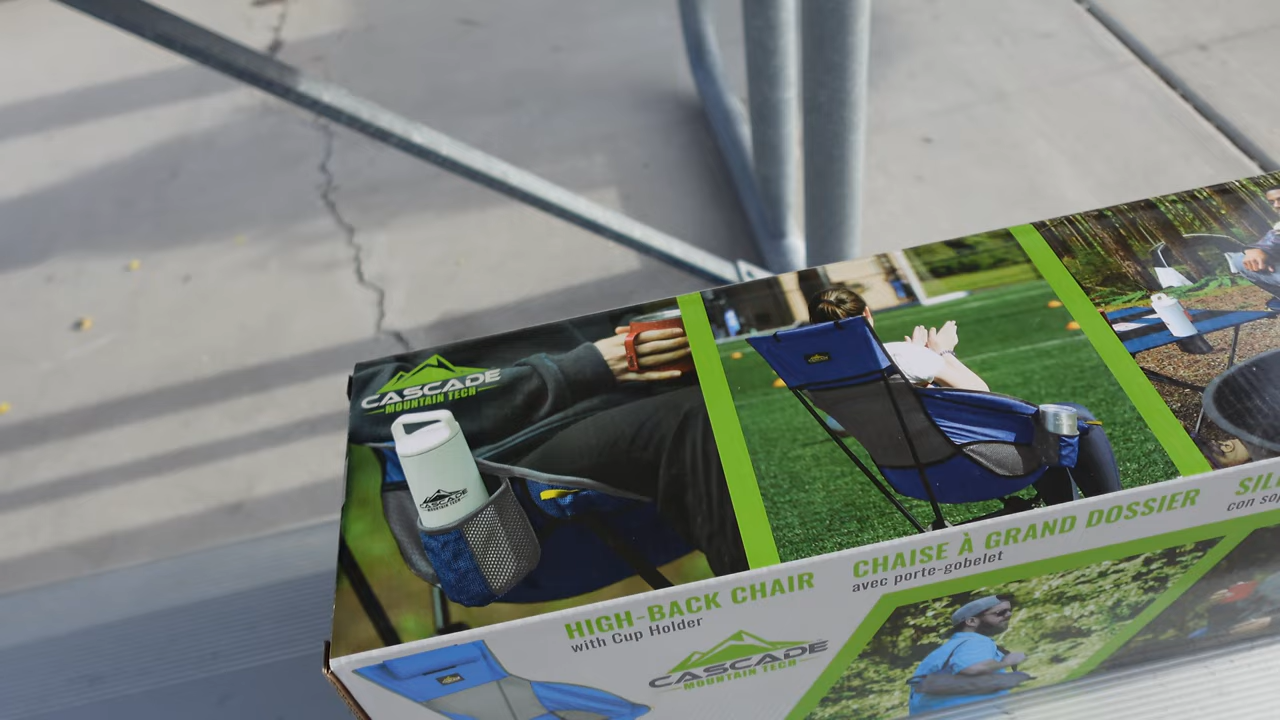 CASCADE
MOUNTAIN TECH
CASCADE
MOUNTAIN TECH
HIGH-BACK CHAIR
with Cup Holder
CHAISE À GRAND DOSSIER
avec porte-gobelet
con
CASCADE
MOUNTAIN TECH